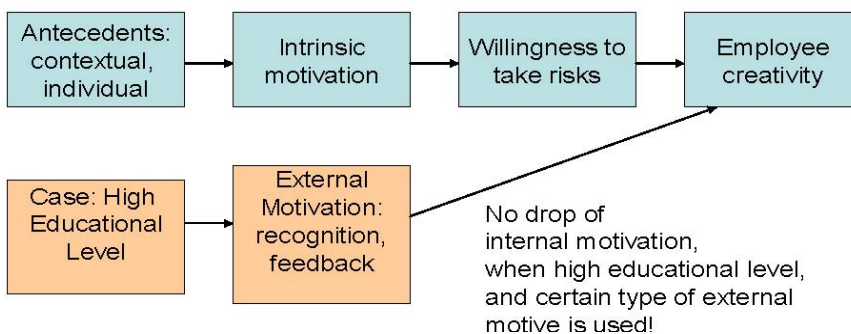 Antecedents:
contextual,
individual
Intrinsic
motivation
Willingness to
take risks
Employee
creativity
Case: High
Educational
Level
External
Motivation:
recognition,
feedback
No drop of
internal motivation,
when high educational level,
and certain type of external
motive is used!